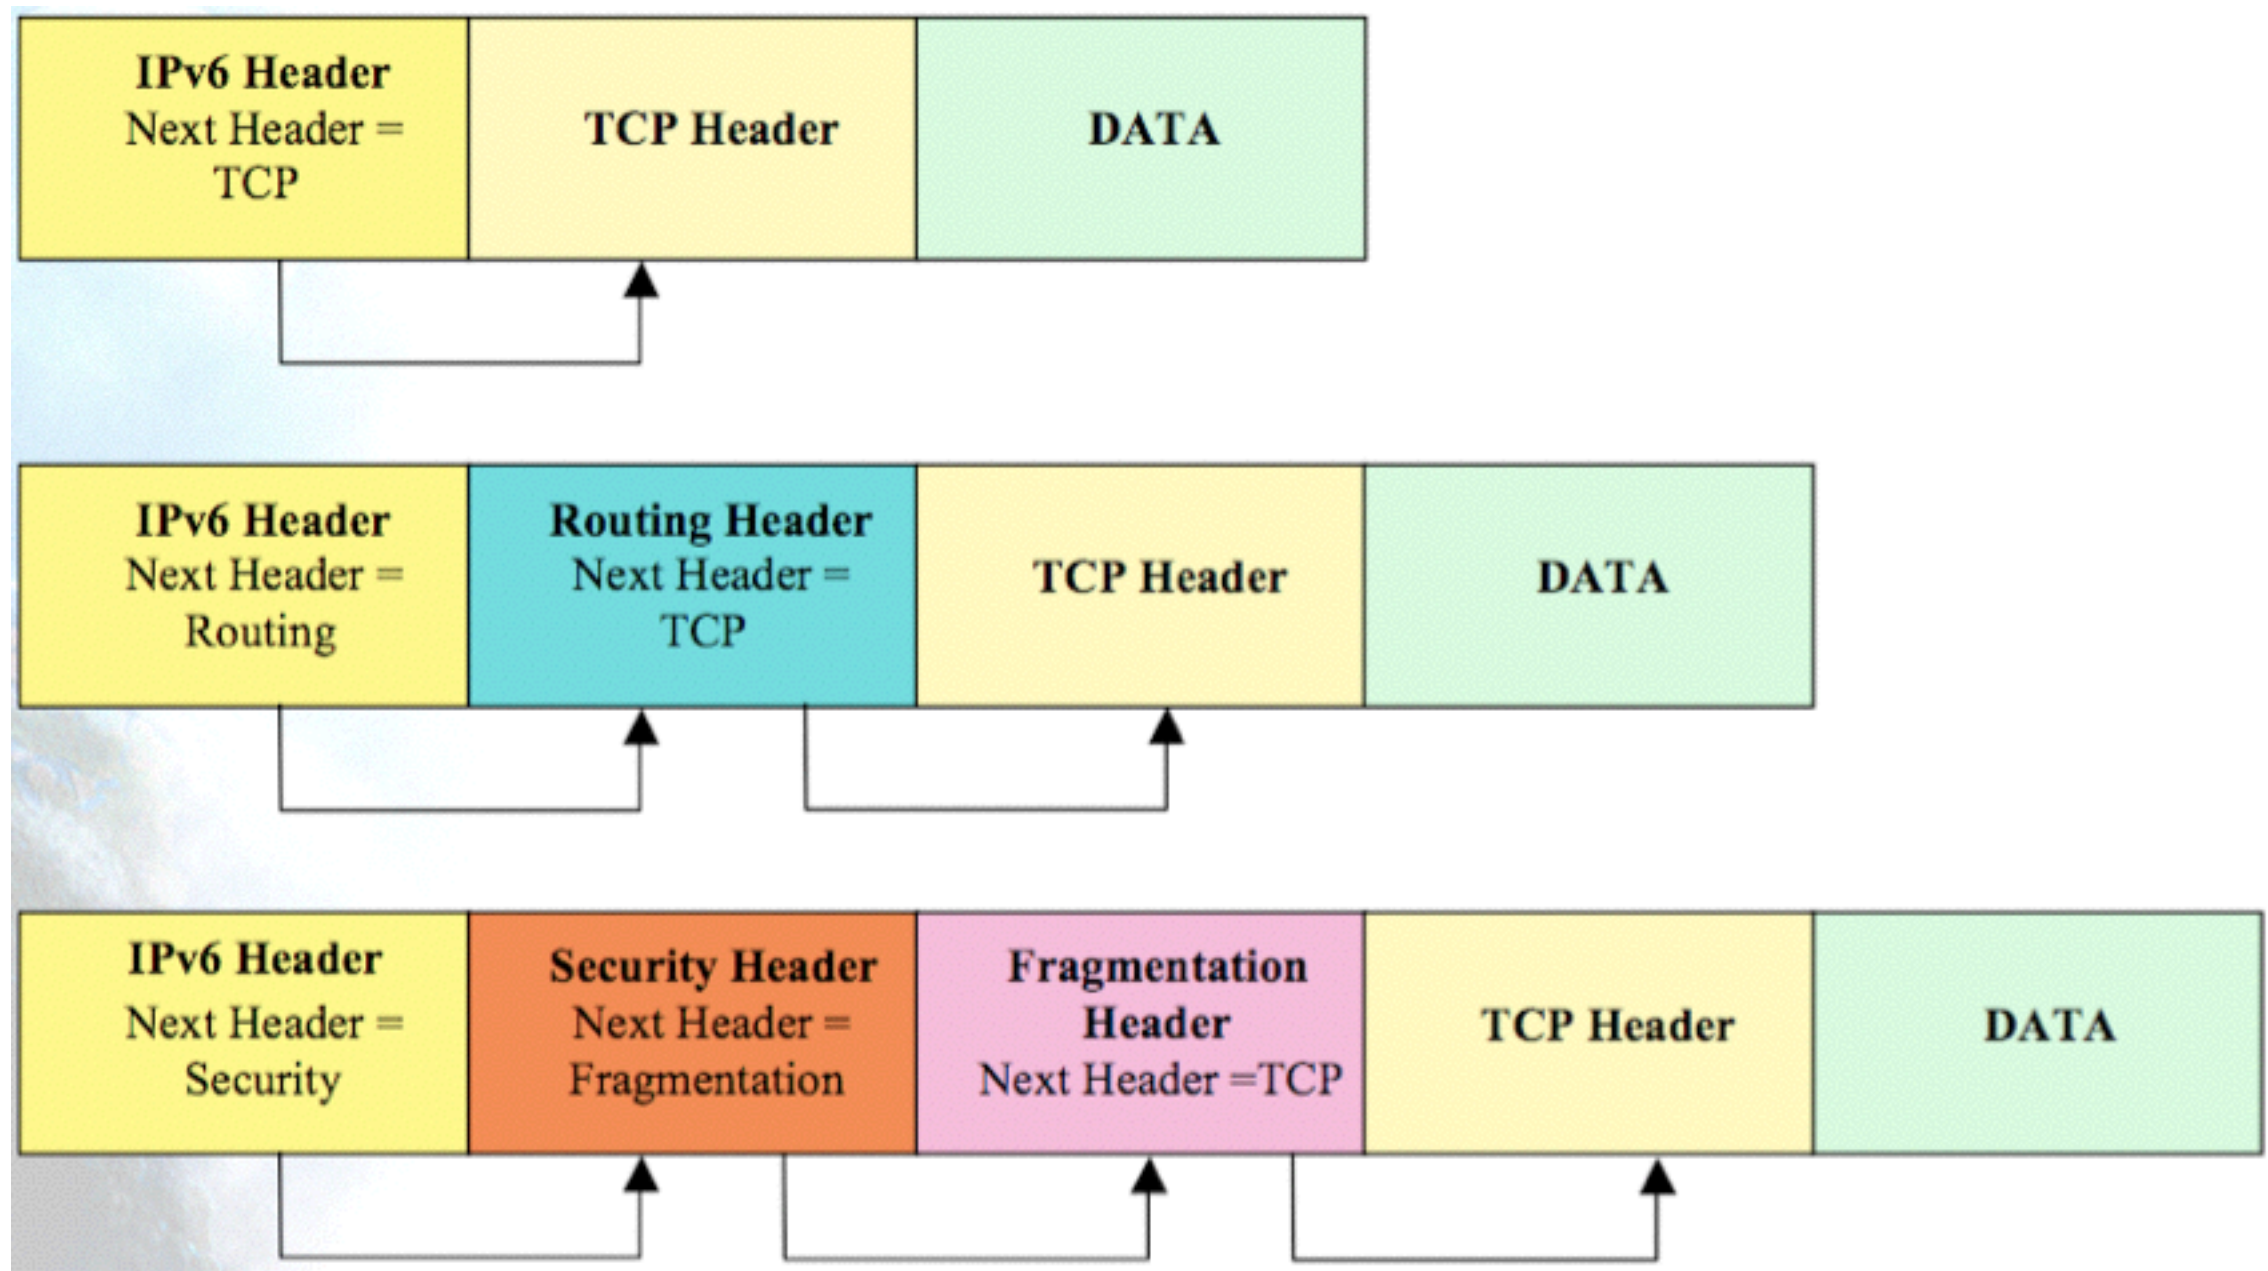 IPv6 Header
Next Header =
TCP
TCP Header
DATA
IPv6 Header
Next Header =
Routing
Routing Header
Next Header =
TCP
TCP Header
DATA
IPv6 Header
Next Header =
Security
Security Header
Next Header =
Fragmentation
Fragmentation
Header
Next Header =TCP
TCP Header
DATA